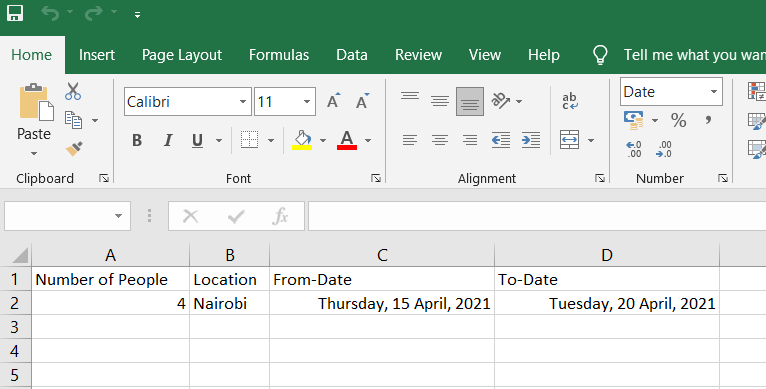 Home Insert Page Layout Formulas Data Review View Help Tell me what you wan
Calibri 11 Date
Paste B I U A ab c % ,
Clipboard Font Alignment Number
fx
A B C D
1 Number of People Location From-Date To-Date
2 4 Nairobi Thursday, 15 April, 2021 Tuesday, 20 April, 2021
3
4
5